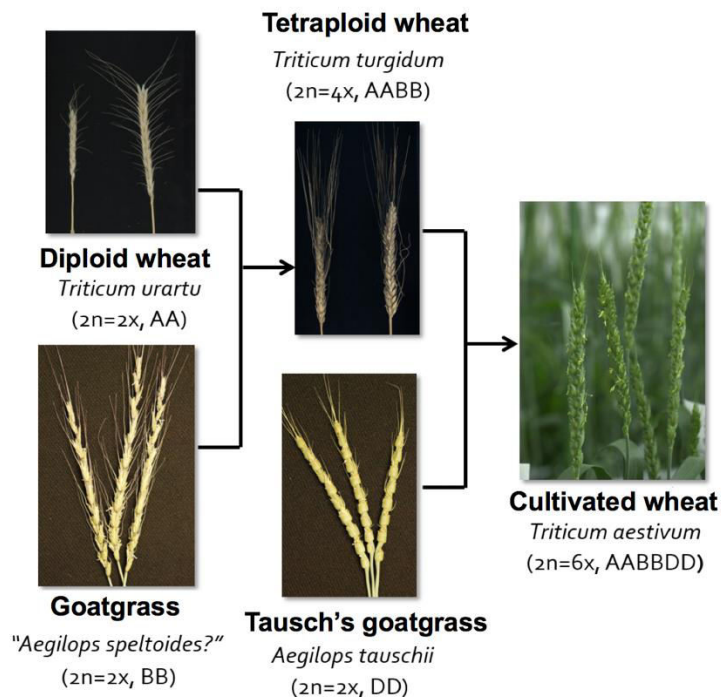 Tetraploid wheat
Triticum turgidum
(2n=4x, AABB)
Diploid wheat
Triticum urartu
(2n=2x, AA)
Goatgrass
“Aegilops speltoides?”
(2n=2x, BB)
Tausch’s goatgrass
Aegilops tauschii
(2n=2x, DD)
Cultivated wheat
Triticum aestivum
(2n=6x, AABBDD)